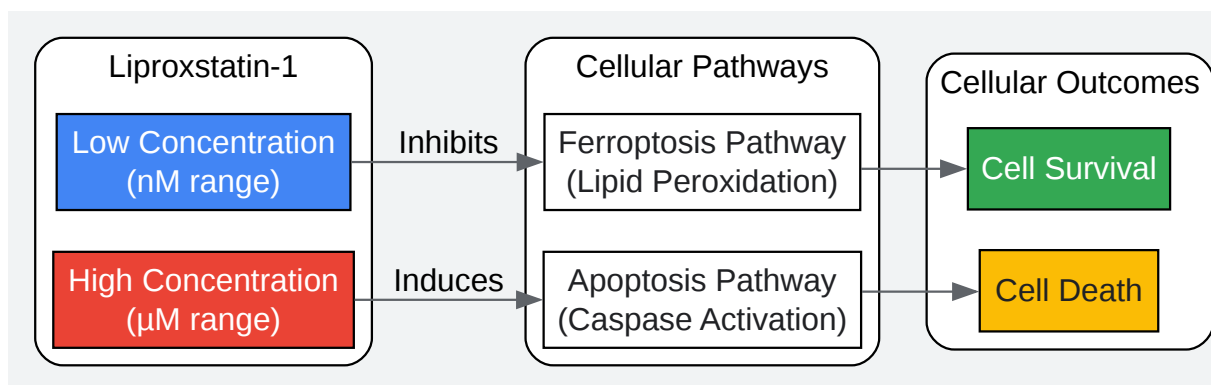 Liproxstatin-1
Low Concentration
(nM range)
High Concentration
(µM range)
Inhibits
Induces
Cellular Pathways
Ferroptosis Pathway
(Lipid Peroxidation)
Apoptosis Pathway
(Caspase Activation)
Cellular Outcomes
Cell Survival
Cell Death